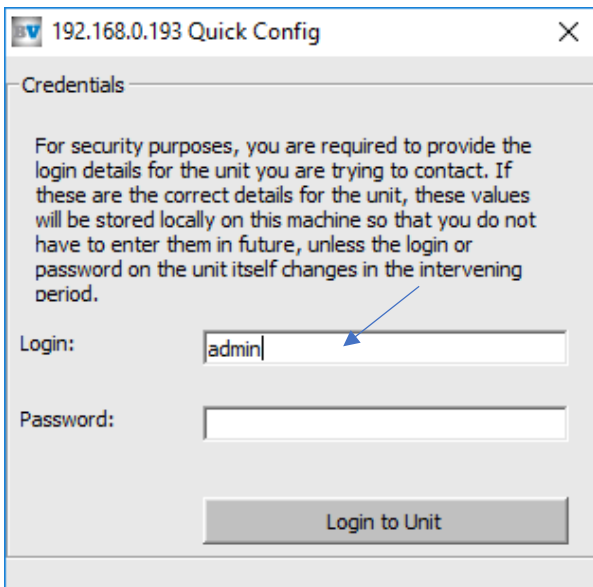 BV 192.168.0.193 Quick Config
Credentials
For security purposes, you are required to provide the
login details for the unit you are trying to contact. If
these are the correct details for the unit, these values
will be stored locally on this machine so that you do not
have to enter them in future, unless the login or
password on the unit itself changes in the intervening
period.
Login: admin
Password:
Login to Unit